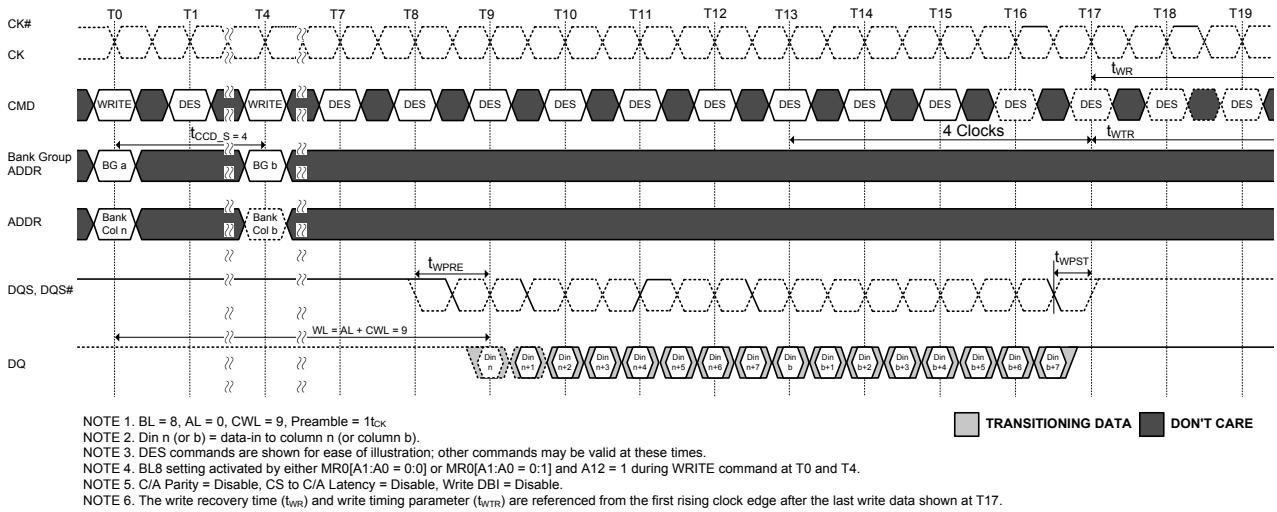 T0 T1 T4 T7 T8 T9 T10 T11 T12 T13 T14 T15 T16 T17 T18 T19
CK#
CK
tWR
CMD WRITE DES WRITE DES DES DES DES DES DES DES DES DES DES DES DES DES
tCCD_S = 4
4 Clocks
tWTR
Bank Group
ADDR
BG a BG b
ADDR
Bank
Col n
Bank
Col b
tWPRE
tWPST
DQS, DQS#
WL = AL + CWL = 9
DQ
Din
n
Din
n+1
Din
n+2
Din
n+3
Din
n+4
Din
n+5
Din
n+6
Din
n+7
Din
b
Din
b+1
Din
b+2
Din
b+3
Din
b+4
Din
b+5
Din
b+6
Din
b+7
TRANSITIONING DATA DON'T CARE
NOTE 1. BL = 8, AL = 0, CWL = 9, Preamble = 1tCK
NOTE 2. Din n (or b) = data-in to column n (or column b).
NOTE 3. DES commands are shown for ease of illustration; other commands may be valid at these times.
NOTE 4. BL8 setting activated by either MR0[A1:A0 = 0:0] or MR0[A1:A0 = 0:1] and A12 = 1 during WRITE command at T0 and T4.
NOTE 5. C/A Parity = Disable, CS to C/A Latency = Disable, Write DBI = Disable.
NOTE 6. The write recovery time (tWR) and write timing parameter (tWTR) are referenced from the first rising clock edge after the last write data shown at T17.